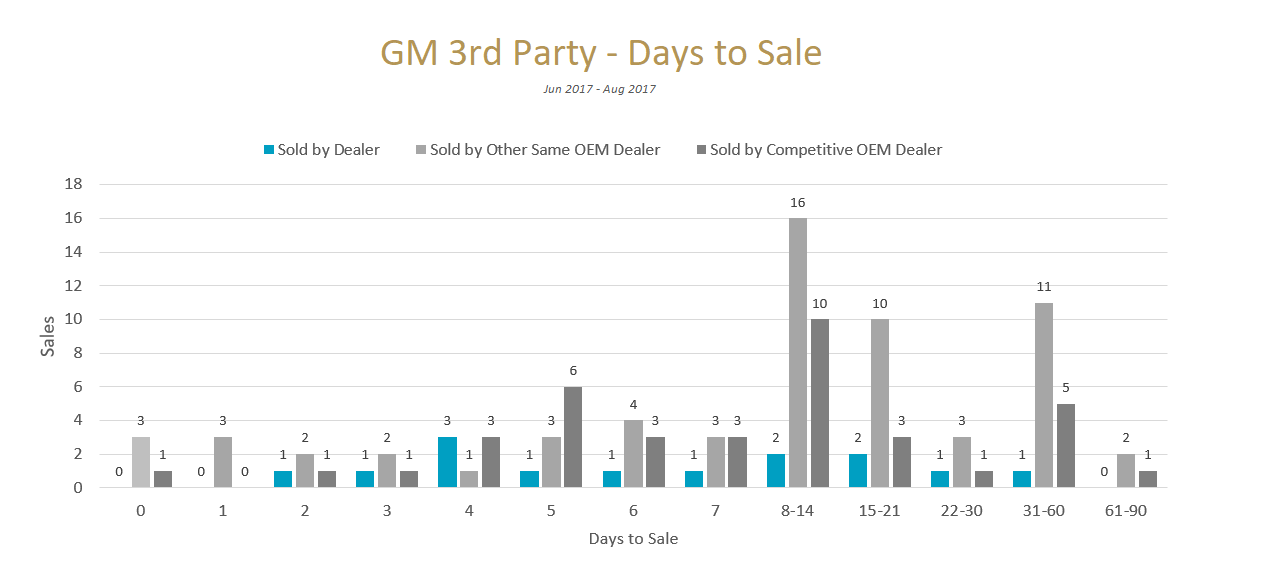 GM 3rd Party - Days to Sale
Jun 2017 - Aug 2017
Sold by Dealer Sold by Other Same OEM Dealer Sold by Competitive OEM Dealer
Sales
18
16
14
12
10
8
6
4
2
0
0 3 1
0 3 0
1 2 1
1 2 1
3 1 3
1 3 6
1 4 3
1 3 3
2 16 10
2 10 3
1 3 1
1 11 5
0 2 1
0 1 2 3 4 5 6 7 8-14 15-21 22-30 31-60 61-90
Days to Sale